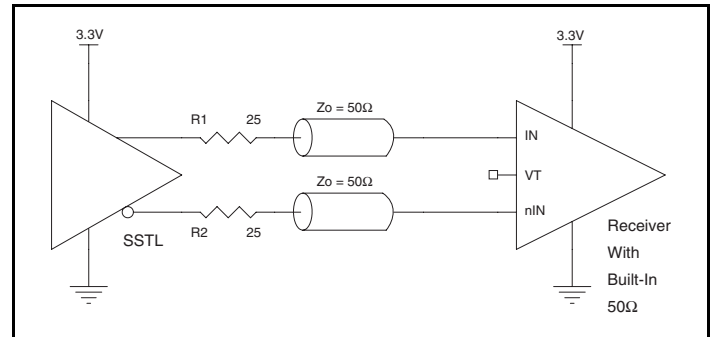 3.3V
3.3V
R1 25
Zo = 50Ω
IN
VT
Zo = 50Ω
nIN
R2 25
SSTL
Receiver
With
Built-In
50Ω